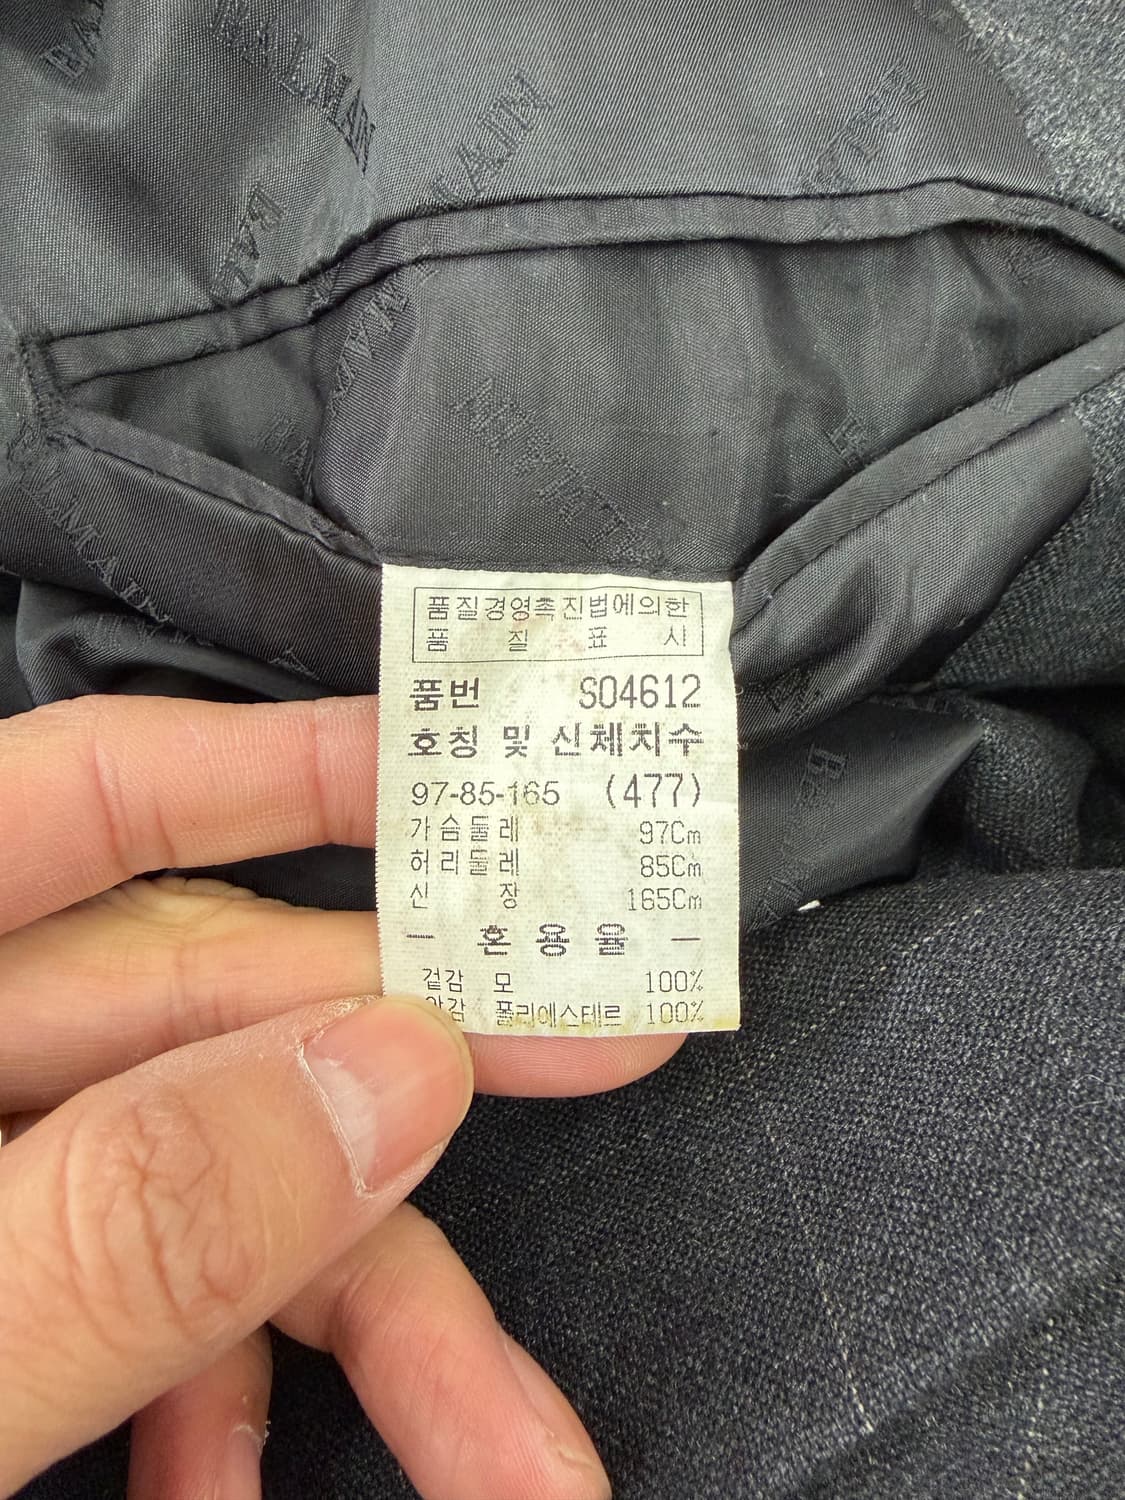 BALMAIN
품질경영촉진법에의한
품 질 표 시
품번 S04612
호칭 및 신체치수
97-85-165 (477)
가슴둘레 97Cm
허리둘레 85Cm
신 장 165Cm
— 혼 용 율 —
겉감 모 100%
안감 폴리에스테르 100%